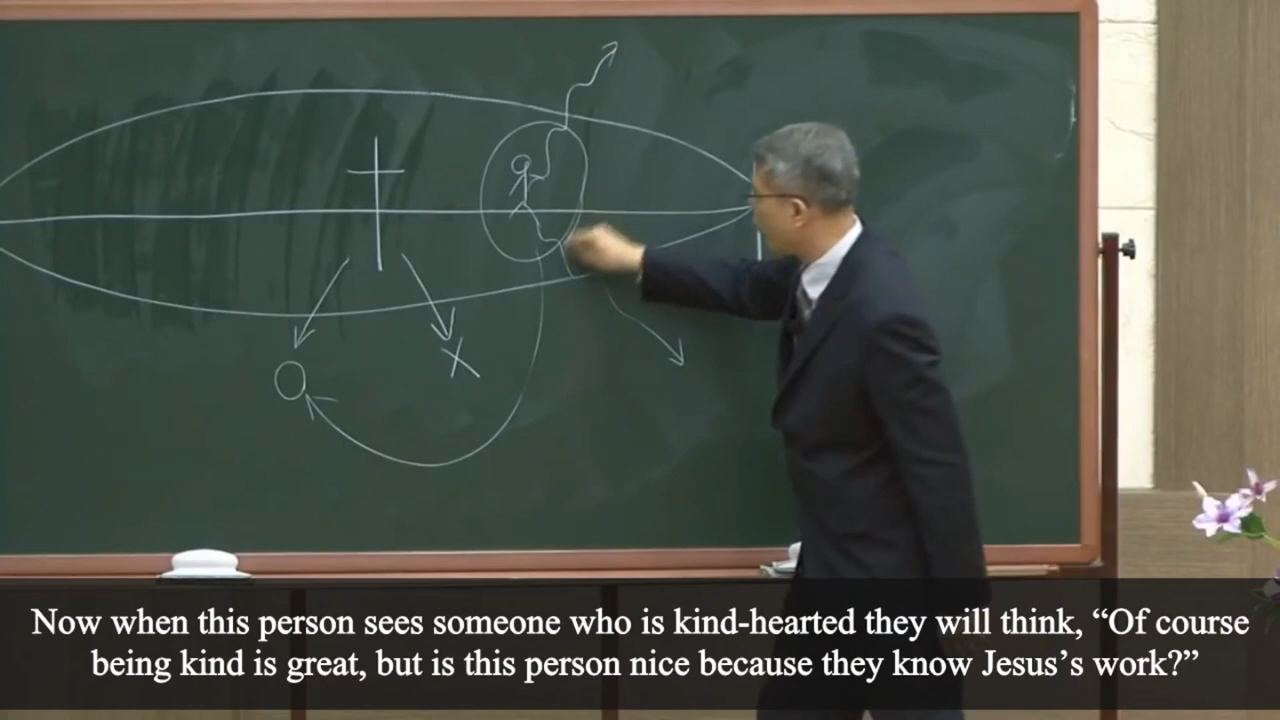 Now when this person sees someone who is kind-hearted they will think, “Of course
being kind is great, but is this person nice because they know Jesus’s work?”